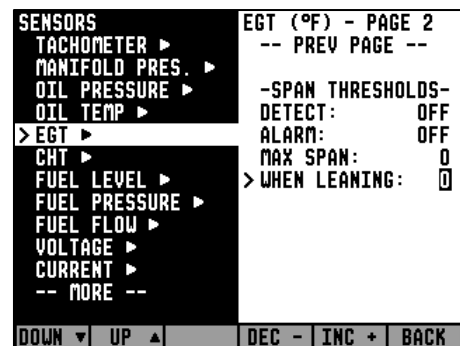 SENSORS
TACHOMETER ▶
MANIFOLD PRES. ▶
OIL PRESSURE ▶
OIL TEMP ▶
> EGT ▶
CHT ▶
FUEL LEVEL ▶
FUEL PRESSURE ▶
FUEL FLOW ▶
VOLTAGE ▶
CURRENT ▶
-- MORE --
EGT (°F) - PAGE 2
-- PREV PAGE --
-SPAN THRESHOLDS-
DETECT: OFF
ALARM: OFF
MAX SPAN: 0
> WHEN LEANING: 0
DOWN ▼ UP ▲ DEC - INC + BACK